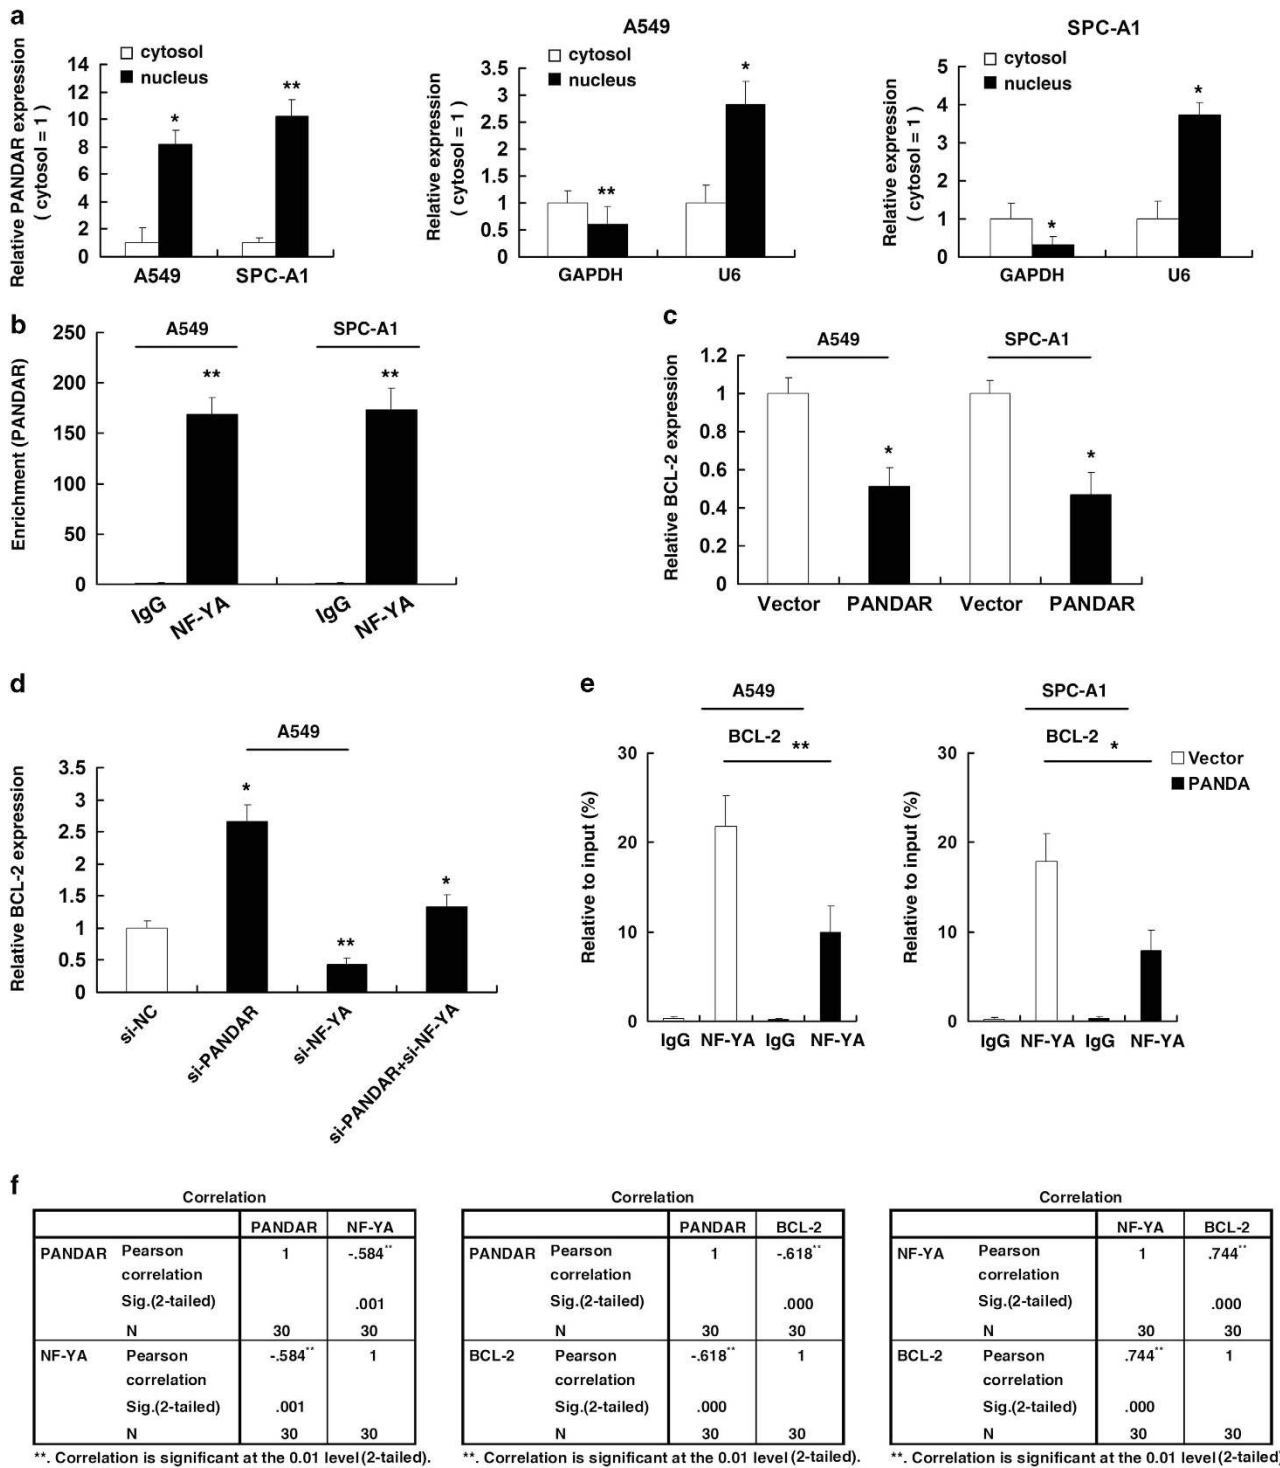 a
Relative PANDAR expression
( cytosol = 1 )
cytosol
nucleus
14
12
10
8
6
4
2
0
*
**
A549
SPC-A1
A549
Relative expression
( cytosol = 1 )
cytosol
nucleus
3.5
3
2.5
2
1.5
1
0.5
0
**
*
GAPDH
U6
SPC-A1
Relative expression
( cytosol = 1 )
cytosol
nucleus
5
4
3
2
1
0
*
*
GAPDH
U6
b
Enrichment (PANDAR)
250
200
150
100
50
0
A549
SPC-A1
**
**
IgG
NF-YA
IgG
NF-YA
c
Relative BCL-2 expression
1.2
1
0.8
0.6
0.4
0.2
0
A549
SPC-A1
*
*
Vector
PANDAR
Vector
PANDAR
d
Relative BCL-2 expression
3.5
3
2.5
2
1.5
1
0.5
0
A549
*
**
*
si-NC
si-PANDAR
si-NF-YA
si-PANDAR+si-NF-YA
e
A549
BCL-2
**
Relative to input (%)
30
20
10
0
IgG NF-YA IgG NF-YA
SPC-A1
BCL-2
*
Relative to input (%)
30
20
10
0
IgG NF-YA IgG NF-YA
Vector
PANDA
f
Correlation
PANDAR NF-YA
PANDAR Pearson 1 -.584**
correlation
Sig.(2-tailed) .001
N 30 30
NF-YA Pearson -.584** 1
correlation
Sig.(2-tailed) .001
N 30 30
**. Correlation is significant at the 0.01 level (2-tailed).
Correlation
PANDAR BCL-2
PANDAR Pearson 1 -.618**
correlation
Sig.(2-tailed) .000
N 30 30
BCL-2 Pearson -.618** 1
correlation
Sig.(2-tailed) .000
N 30 30
**. Correlation is significant at the 0.01 level (2-tailed).
Correlation
NF-YA BCL-2
NF-YA Pearson 1 .744**
correlation
Sig.(2-tailed) .000
N 30 30
BCL-2 Pearson .744** 1
correlation
Sig.(2-tailed) .000
N 30 30
**. Correlation is significant at the 0.01 level (2-tailed)